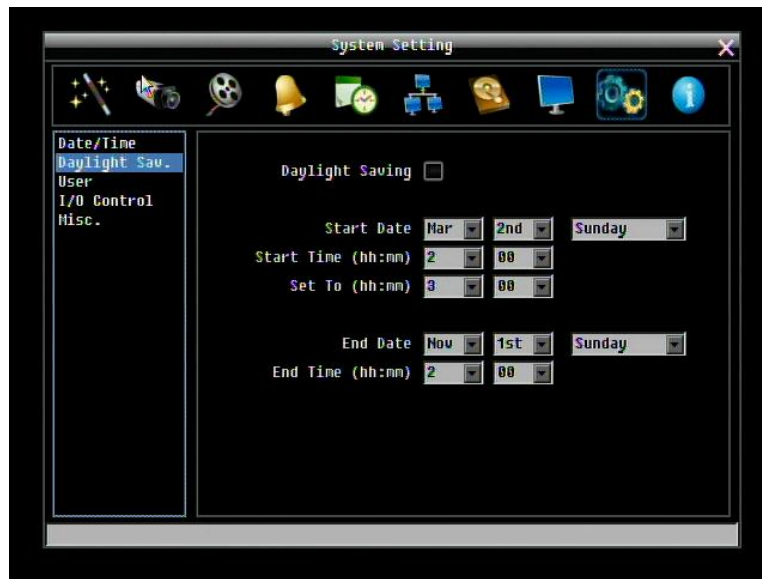 System Setting
Date/Time
Daylight Sav.
User
I/O Control
Misc.
Daylight Saving
Start Date Mar 2nd Sunday
Start Time (hh:mm) 2 00
Set To (hh:mm) 3 00
End Date Nov 1st Sunday
End Time (hh:mm) 2 00